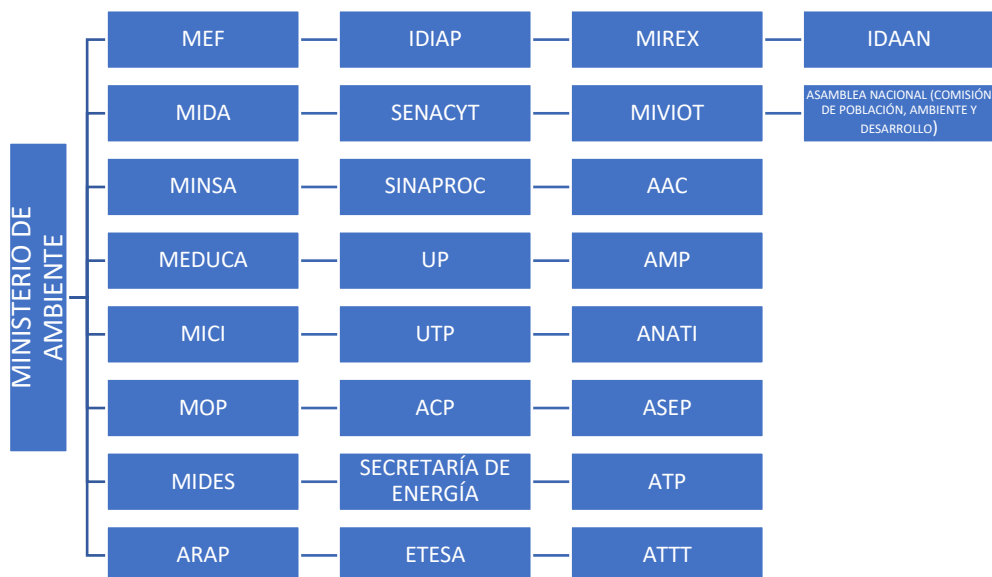 MINISTERIO DE
AMBIENTE
MEF
IDIAP
MIREX
IDAAN
MIDA
SENACYT
MIVIOT
ASAMBLEA NACIONAL (COMISIÓN
DE POBLACIÓN, AMBIENTE Y
DESARROLLO)
MINSA
SINAPROC
AAC
MEDUCA
UP
AMP
MICI
UTP
ANATI
MOP
ACP
ASEP
MIDES
SECRETARÍA DE
ENERGÍA
ATP
ARAP
ETESA
ATTT